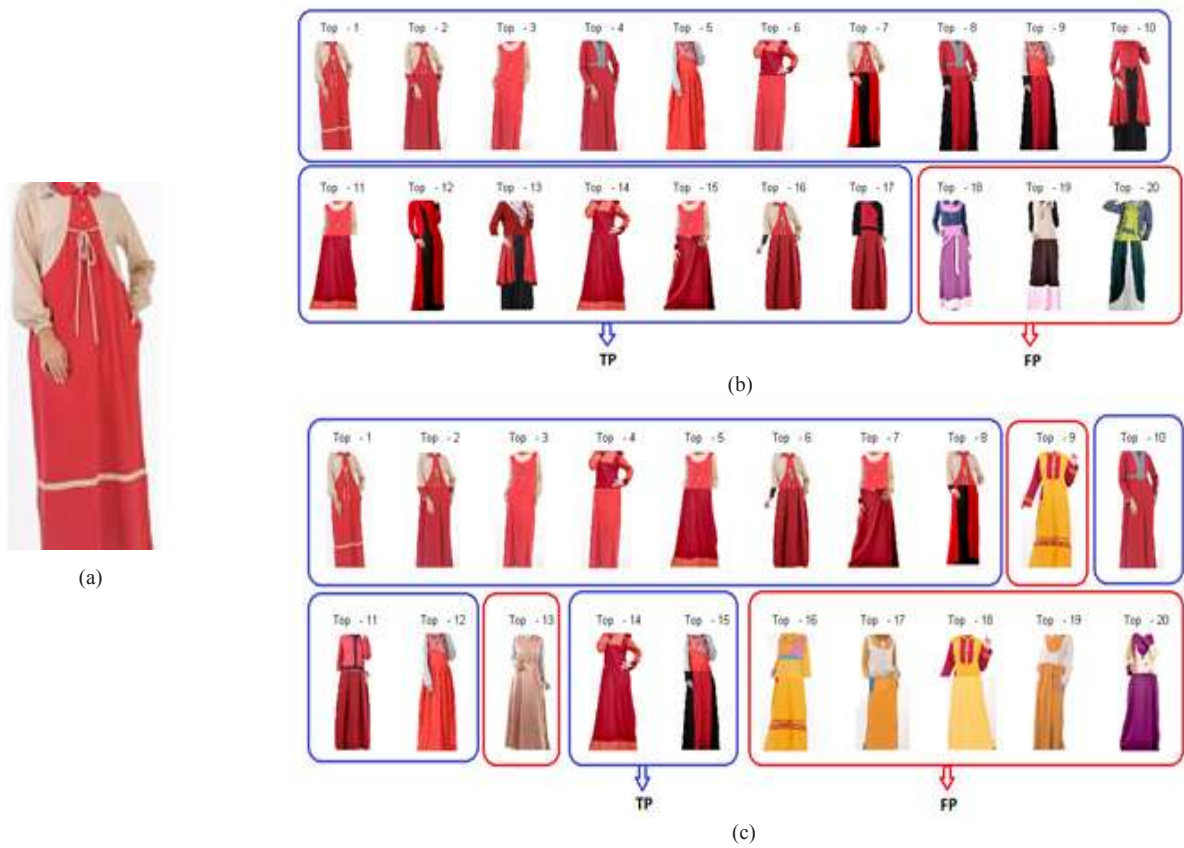 Top - 1 Top - 2 Top - 3 Top - 4 Top - 5 Top - 6 Top - 7 Top - 8 Top - 9 Top - 10
Top - 11 Top - 12 Top - 13 Top - 14 Top - 15 Top - 16 Top - 17 Top - 18 Top - 19 Top - 20
TP FP
(b)
(a)
Top - 1 Top - 2 Top - 3 Top - 4 Top - 5 Top - 6 Top - 7 Top - 8 Top - 9 Top - 10
Top - 11 Top - 12 Top - 13 Top - 14 Top - 15 Top - 16 Top - 17 Top - 18 Top - 19 Top - 20
TP FP
(c)